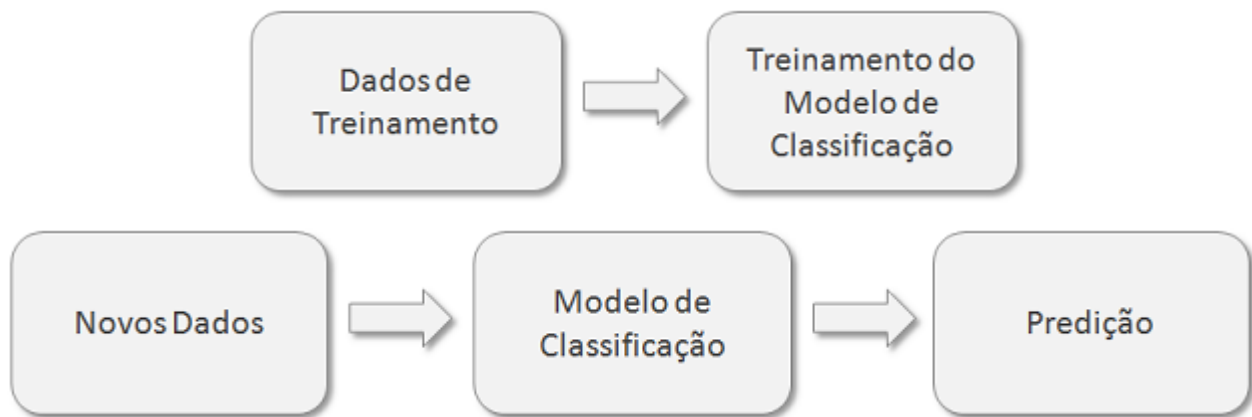 Dados de
Treinamento
Treinamento do
Modelo de
Classificação
Novos Dados
Modelo de
Classificação
Predição